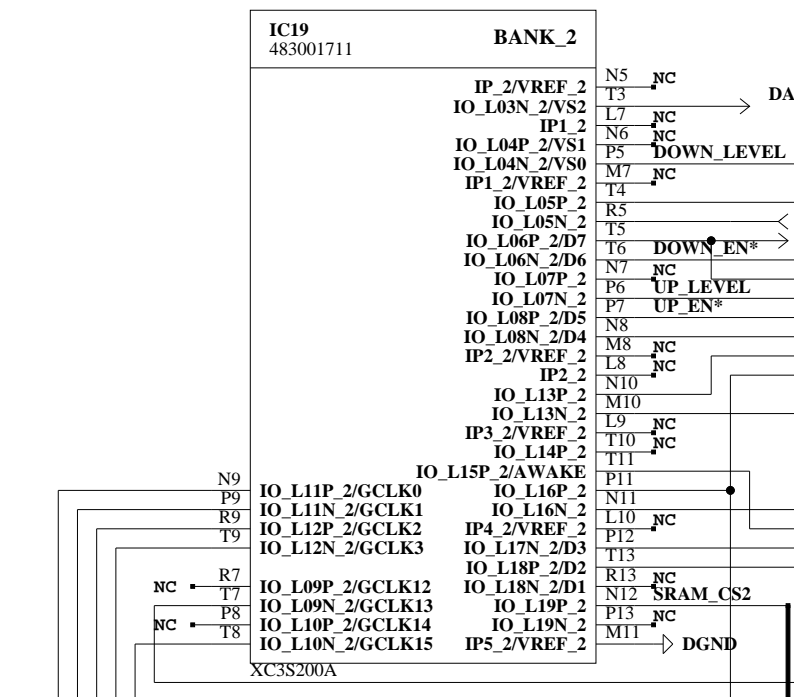 IC19
483001711 BANK_2
IP_2/VREF_2 N5 NC
IO_L03N_2/VS2 T3 DA
IP1_2 L7 NC
IO_L04P_2/VS1 N6 NC
IO_L04N_2/VS0 P5 DOWN_LEVEL
IP1_2/VREF_2 M7 NC
IO_L05P_2 T4
IO_L05N_2 R5
IO_L06P_2/D7 T5
IO_L06N_2/D6 T6 DOWN_EN*
IO_L07P_2 N7 NC
IO_L07N_2 P6 UP_LEVEL
IO_L08P_2/D5 P7 UP_EN*
IO_L08N_2/D4 N8
IP2_2/VREF_2 M8 NC
IP2_2 L8 NC
IO_L13P_2 N10
IO_L13N_2 M10
IP3_2/VREF_2 L9 NC
IO_L14P_2 T10 NC
IO_L15P_2/AWAKE T11
N9 IO_L11P_2/GCLK0 IO_L16P_2 P11
P9 IO_L11N_2/GCLK1 IO_L16N_2 N11
R9 IO_L12P_2/GCLK2 IP4_2/VREF_2 L10 NC
T9 IO_L12N_2/GCLK3 IO_L17N_2/D3 P12
IO_L18P_2/D2 T13
NC R7 IO_L09P_2/GCLK12 IO_L18N_2/D1 R13 NC
T7 IO_L09N_2/GCLK13 IO_L19P_2 N12 SRAM_CS2
NC P8 IO_L10P_2/GCLK14 IO_L19N_2 P13 NC
T8 IO_L10N_2/GCLK15 IP5_2/VREF_2 M11 DGND
XC3S200A